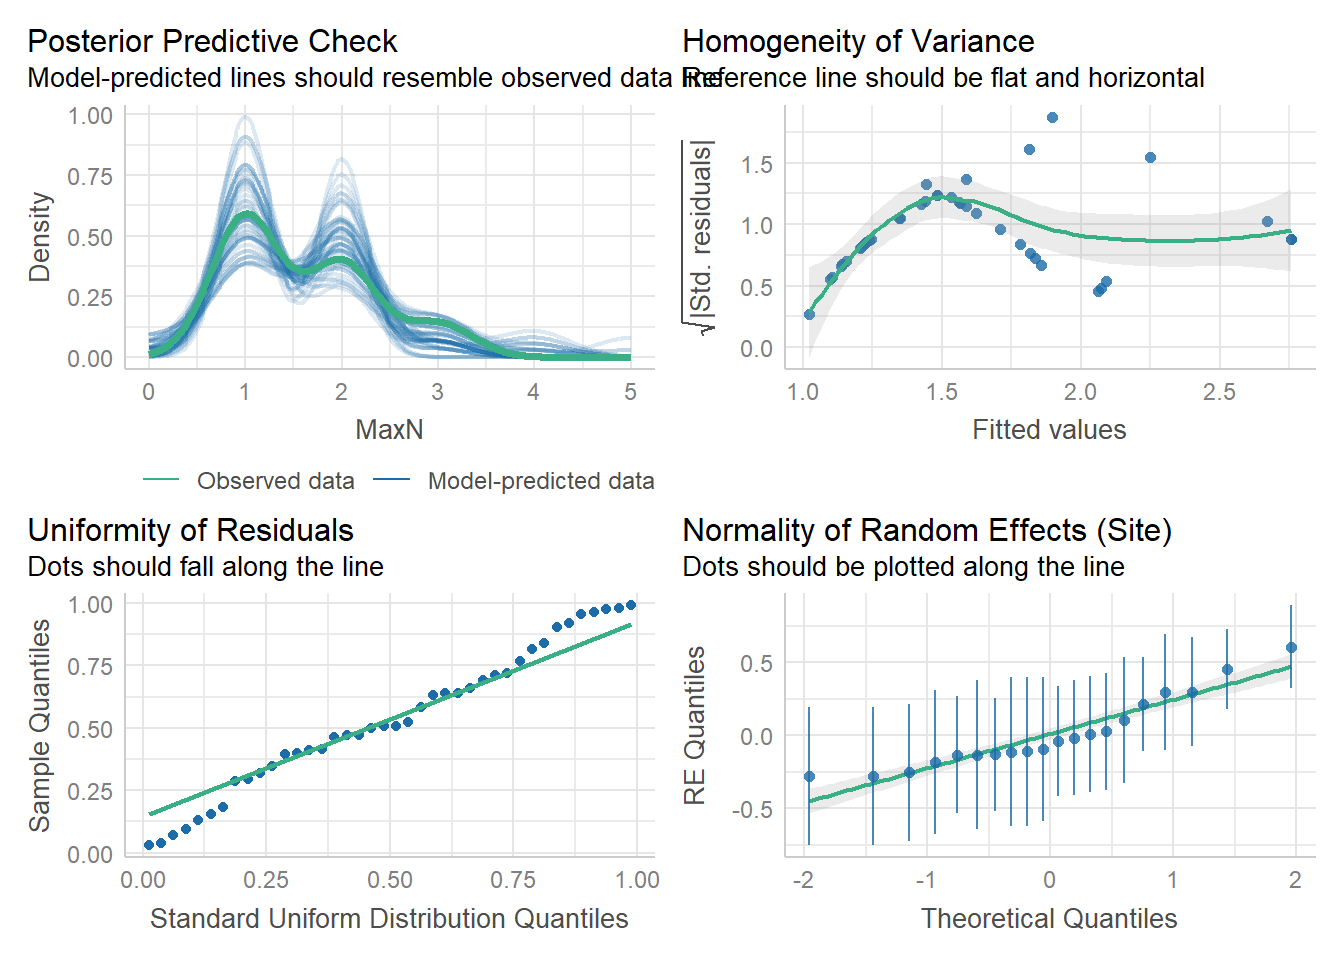 Posterior Predictive Check
Model-predicted lines should resemble observed data line
1.00
0.75
0.50
0.25
0.00
Density
0 1 2 3 4 5
MaxN
Observed data Model-predicted data
Homogeneity of Variance
Reference line should be flat and horizontal
1.5
1.0
0.5
0.0
√|Std. residuals|
1.0 1.5 2.0 2.5
Fitted values
Uniformity of Residuals
Dots should fall along the line
1.00
0.75
0.50
0.25
0.00
Sample Quantiles
0.00 0.25 0.50 0.75 1.00
Standard Uniform Distribution Quantiles
Normality of Random Effects (Site)
Dots should be plotted along the line
0.5
0.0
-0.5
RE Quantiles
-2 -1 0 1 2
Theoretical Quantiles